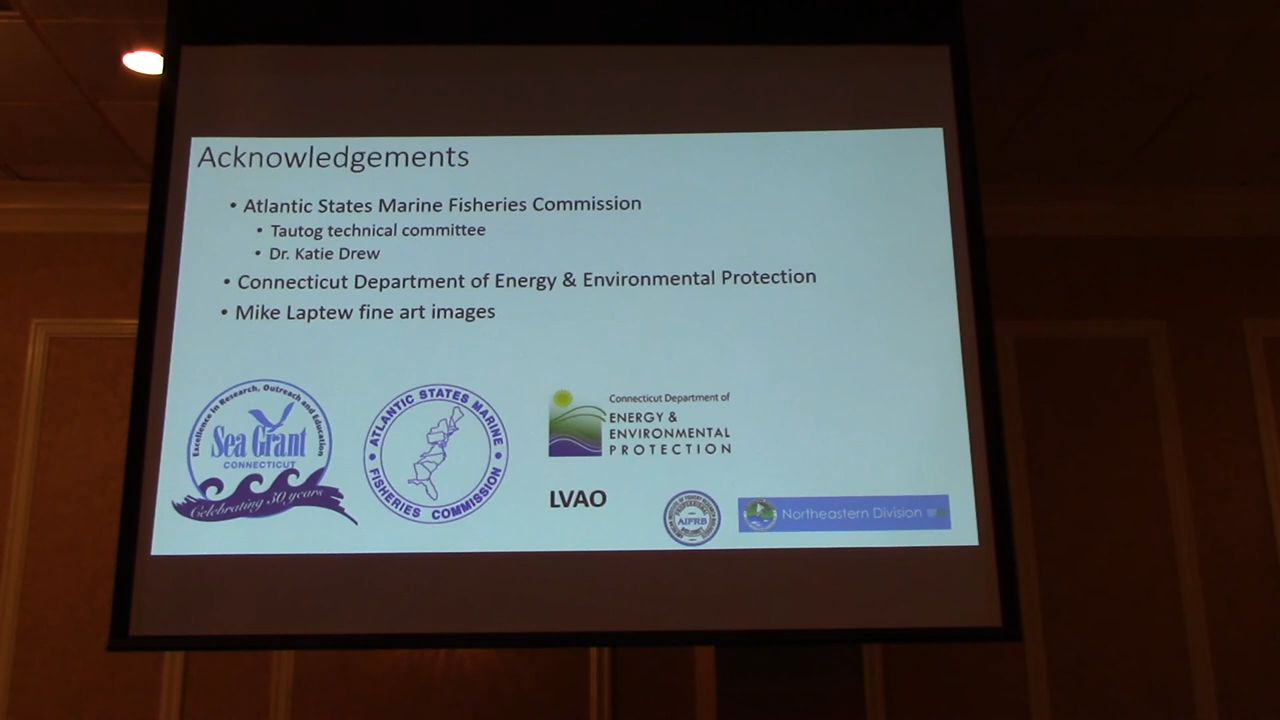 Acknowledgements
• Atlantic States Marine Fisheries Commission
• Tautog technical committee
• Dr. Katie Drew
• Connecticut Department of Energy & Environmental Protection
• Mike Laptew fine art images
Excellence in Research, Outreach and Education
Sea Grant
CONNECTICUT
Celebrating 30 years
ATLANTIC STATES MARINE
FISHERIES COMMISSION
Connecticut Department of
ENERGY &
ENVIRONMENTAL
PROTECTION
LVAO
AIFRB
Northeastern Division